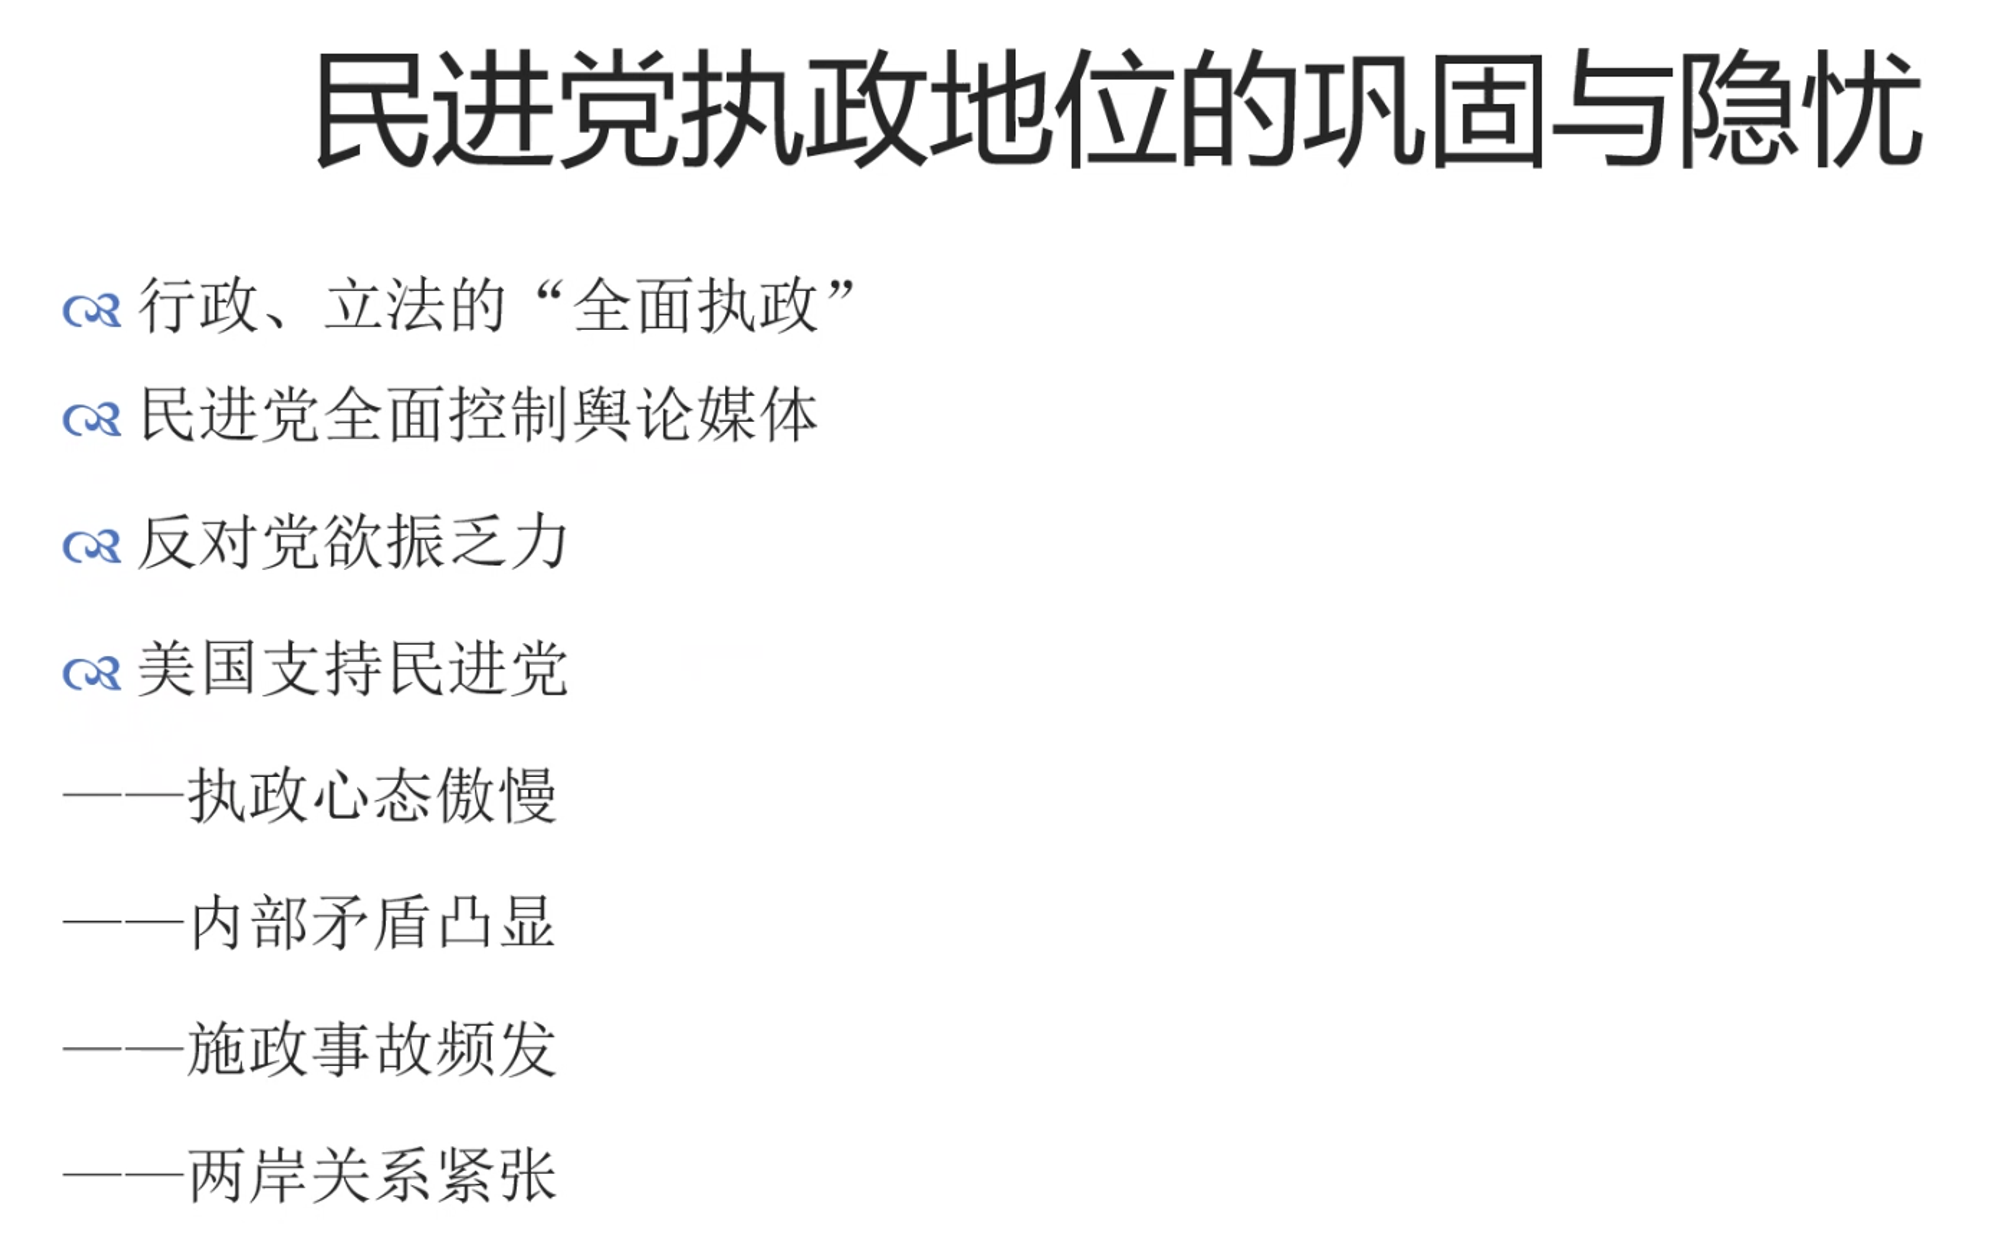 民进党执政地位的巩固与隐忧
行政、立法的“全面执政”
民进党全面控制舆论媒体
反对党欲振乏力
美国支持民进党
——执政心态傲慢
——内部矛盾凸显
——施政事故频发
——两岸关系紧张